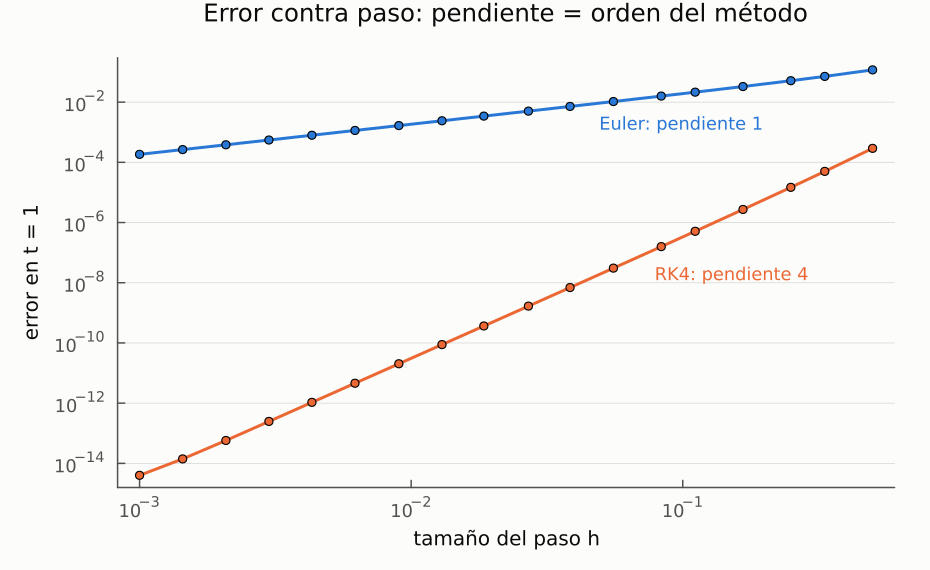 Error contra paso: pendiente = orden del método
error en t = 1
10⁻²
10⁻⁴
10⁻⁶
10⁻⁸
10⁻¹⁰
10⁻¹²
10⁻¹⁴
Euler: pendiente 1
RK4: pendiente 4
10⁻³
10⁻²
10⁻¹
tamaño del paso h